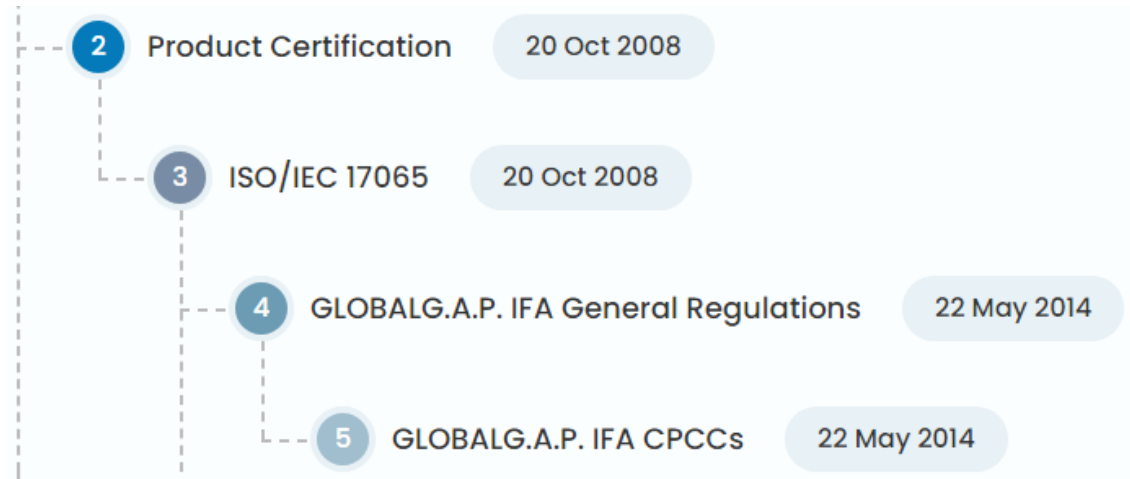 2 Product Certification 20 Oct 2008
3 ISO/IEC 17065 20 Oct 2008
4 GLOBALG.A.P. IFA General Regulations 22 May 2014
5 GLOBALG.A.P. IFA CPCCs 22 May 2014